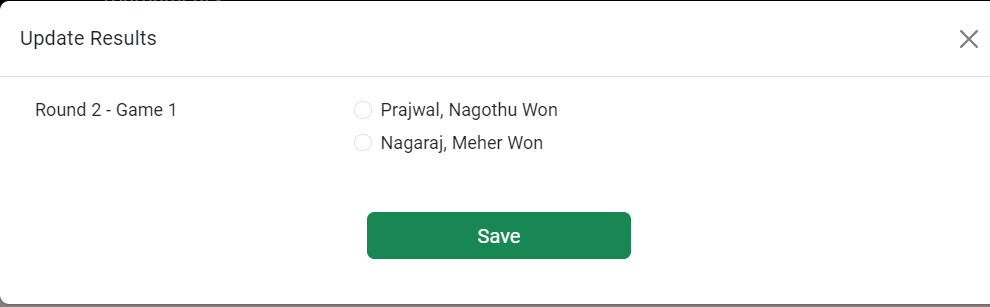 Update Results
Round 2 - Game 1
Prajwal, Nagothu Won
Nagaraj, Meher Won
Save